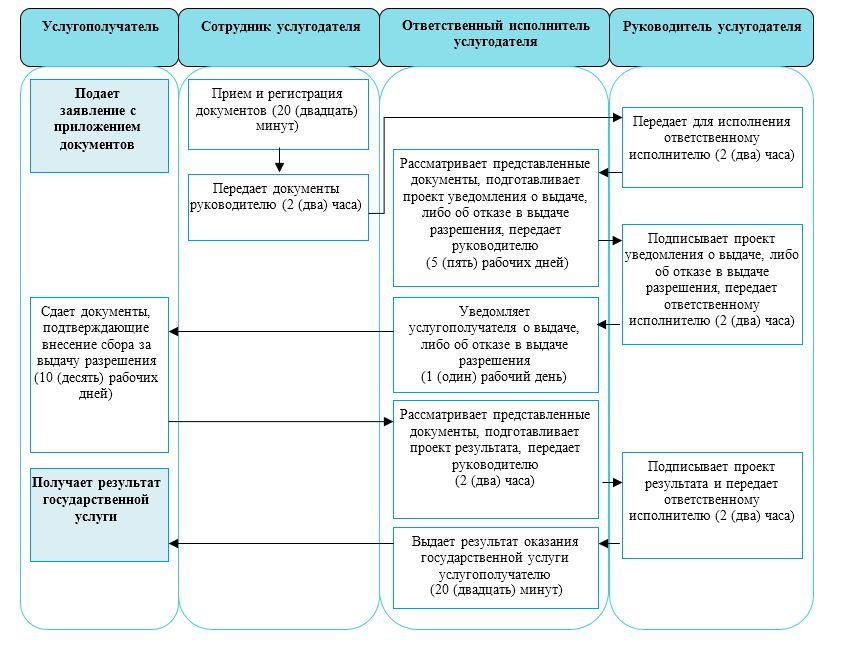 Услугополучатель
Сотрудник услугодателя
Ответственный исполнитель
услугодателя
Руководитель услугодателя
Подает
заявление с
приложением
документов
Прием и регистрация
документов (20 (двадцать)
минут)
Передает документы
руководителю (2 (два) часа)
Передает для исполнения
ответственному
исполнителю (2 (два) часа)
Рассматривает представленные
документы, подготавливает
проект уведомления о выдаче,
либо об отказе в выдаче
разрешения, передает
руководителю
(5 (пять) рабочих дней)
Подписывает проект
уведомления о выдаче, либо
об отказе в выдаче
разрешения, передает
ответственному
исполнителю (2 (два) часа)
Уведомляет
услугополучателя о выдаче,
либо об отказе в выдаче
разрешения
(1 (один) рабочий день)
Сдает документы,
подтверждающие
внесение сбора за
выдачу разрешения
(10 (десять) рабочих
дней)
Рассматривает представленные
документы, подготавливает
проект результата, передает
руководителю
(2 (два) часа)
Подписывает проект
результата и передает
ответственному
исполнителю (2 (два) часа)
Выдает результат оказания
государственной услуги
услугополучателю
(20 (двадцать) минут)
Получает результат
государственной
услуги